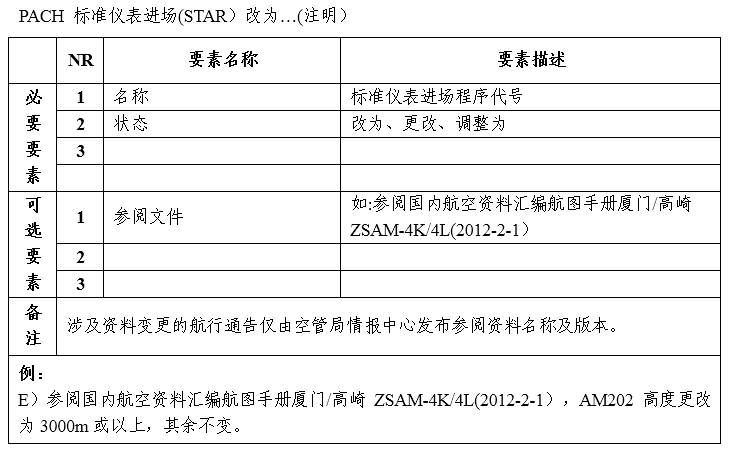 PACH 标准仪表进场(STAR）改为…(注明）
NR 要素名称 要素描述
必要要素
1 名称 标准仪表进场程序代号
2 状态 改为、更改、调整为
3
可选要素
1 参阅文件 如:参阅国内航空资料汇编航图手册厦门/高崎
ZSAM-4K/4L(2012-2-1）
2
3
备注 涉及资料变更的航行通告仅由空管局情报中心发布参阅资料名称及版本。
例：
E）参阅国内航空资料汇编航图手册厦门/高崎 ZSAM-4K/4L(2012-2-1），AM202 高度更改
为 3000m 或以上，其余不变。